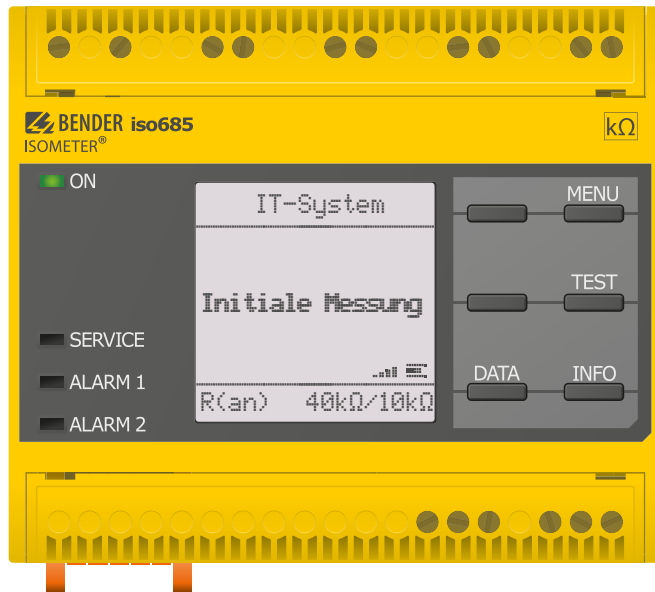 BENDER iso685
ISOMETER®
kΩ
ON
IT-System
MENU
Initiale Messung
TEST
SERVICE
ALARM 1
ALARM 2
R(an) 40kΩ/10kΩ
DATA
INFO